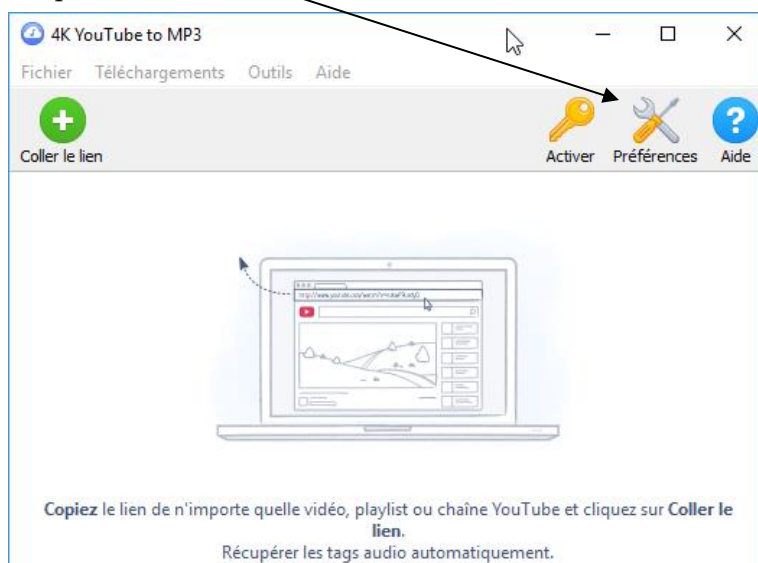 4K YouTube to MP3
Fichier Téléchargements Outils Aide
Coller le lien
Activer Préférences Aide
Copiez le lien de n'importe quelle vidéo, playlist ou chaîne YouTube et cliquez sur Coller le
lien.
Récupérer les tags audio automatiquement.